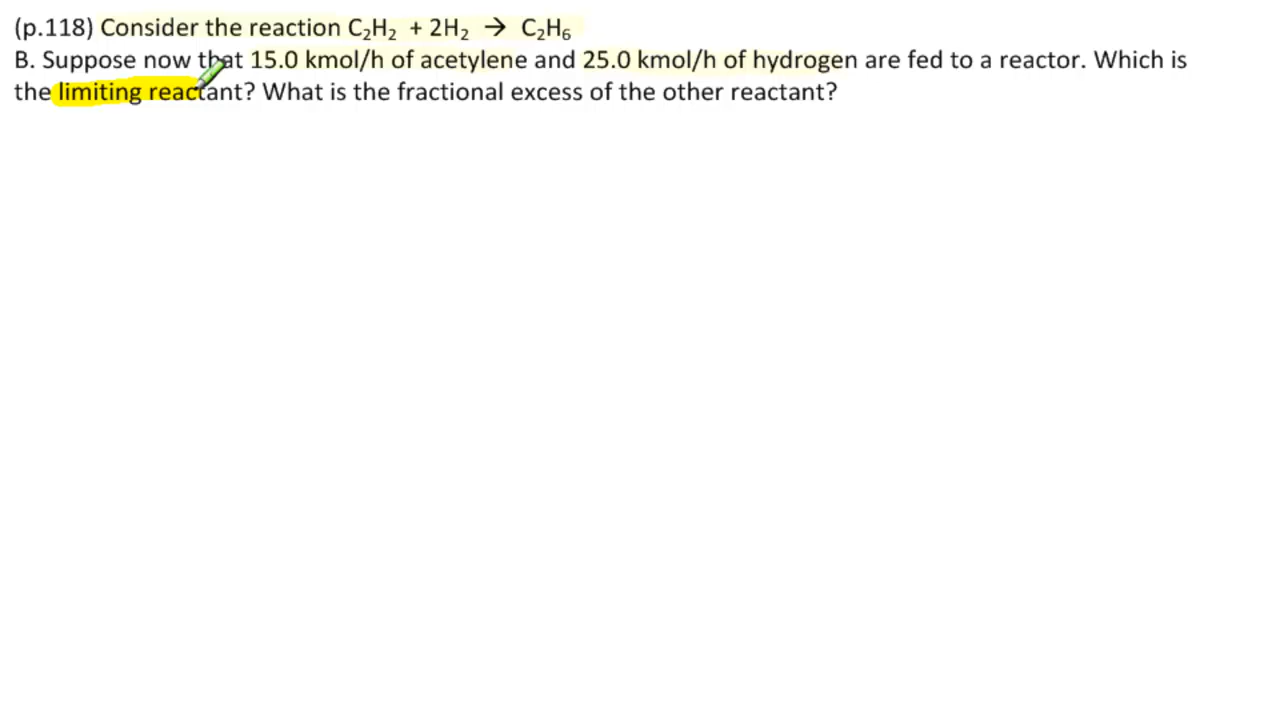 (p.118) Consider the reaction C₂H₂ + 2H₂ → C₂H₆
B. Suppose now that 15.0 kmol/h of acetylene and 25.0 kmol/h of hydrogen are fed to a reactor. Which is
the limiting reactant? What is the fractional excess of the other reactant?